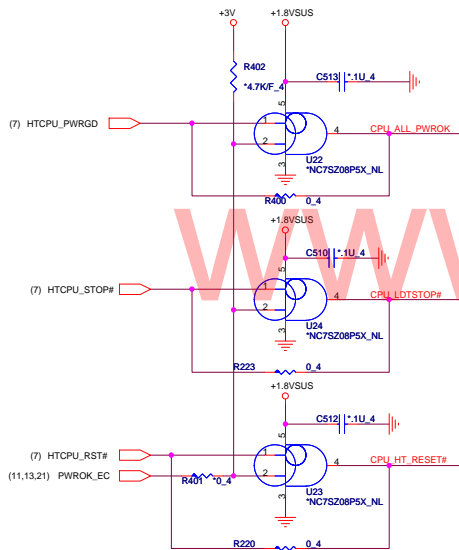 +3V +1.8VSUS
R402
*4.7K/F_4
C513 *.1U_4
5
(7) HTCPU_PWRGD 1
4 CPU_ALL_PWROK
2
U22
*NC7SZ08P5X_NL
3
R400 0_4
WWW
+1.8VSUS
C510 *.1U_4
5
(7) HTCPU_STOP# 1
4 CPU_LDTSTOP#
2
U24
*NC7SZ08P5X_NL
3
R223 0_4
+1.8VSUS
C512 *.1U_4
5
(7) HTCPU_RST# 1
4 CPU_HT_RESET#
(11,13,21) PWROK_EC 2
R401 *0_4
U23
*NC7SZ08P5X_NL
3
R220 0_4